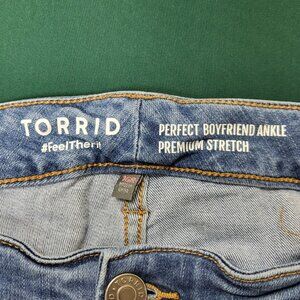 TORRID
#FeelTheFit
PERFECT BOYFRIEND ANKLE
PREMIUM STRETCH